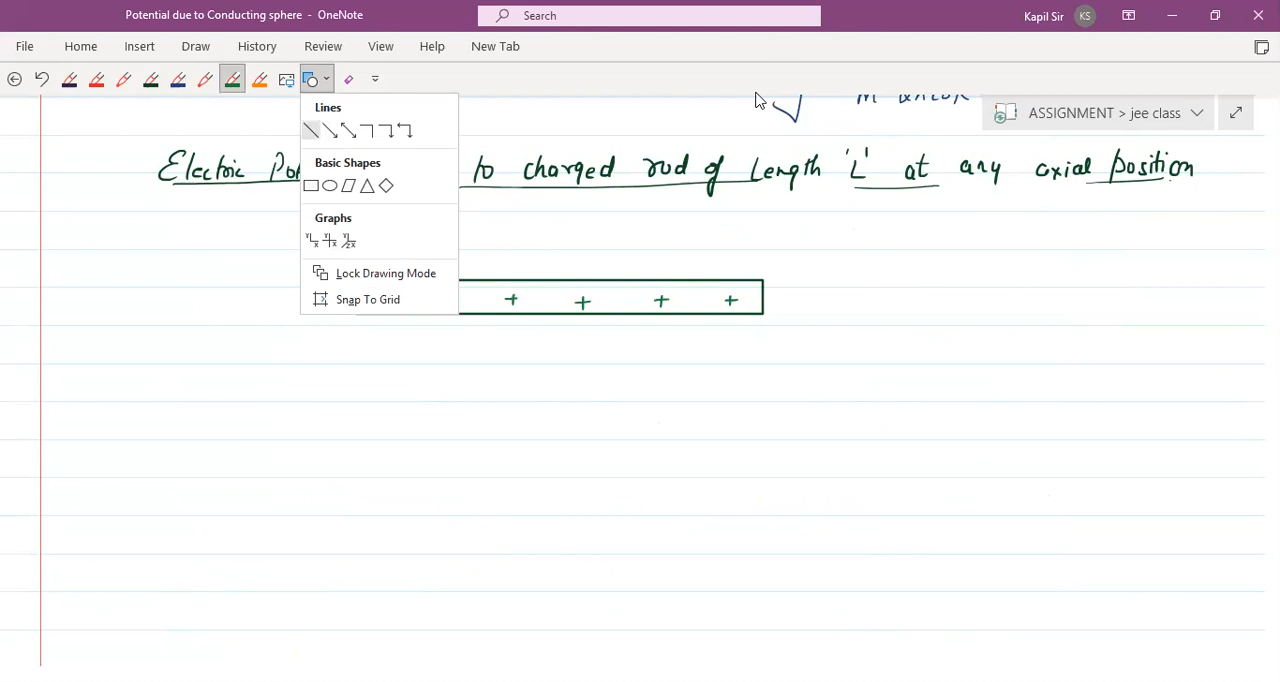 Potential due to Conducting sphere - OneNote
Search
Kapil Sir KS
File Home Insert Draw History Review View Help New Tab
Lines
Basic Shapes
Graphs
Lock Drawing Mode
Snap To Grid
ASSIGNMENT > jee class
Electric to charged rod of Length 'L' at any axial position
+ + + +